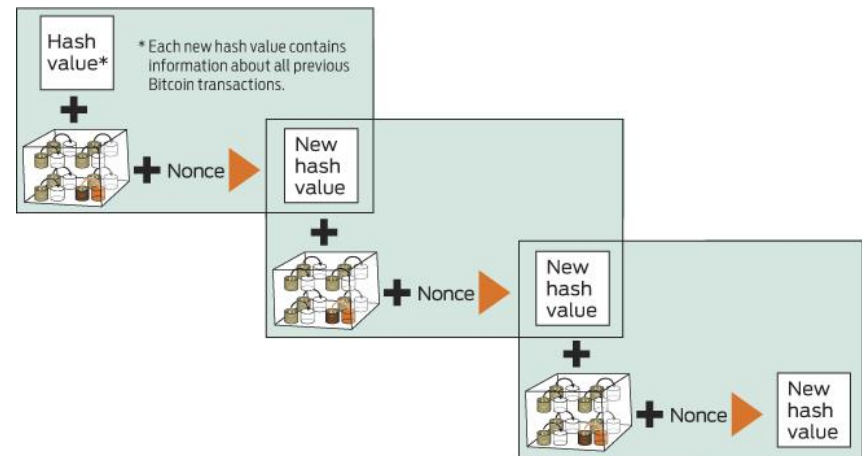 Hash
value*
* Each new hash value contains
information about all previous
Bitcoin transactions.
+
+ Nonce
New
hash
value
+
+ Nonce
New
hash
value
+
+ Nonce
New
hash
value